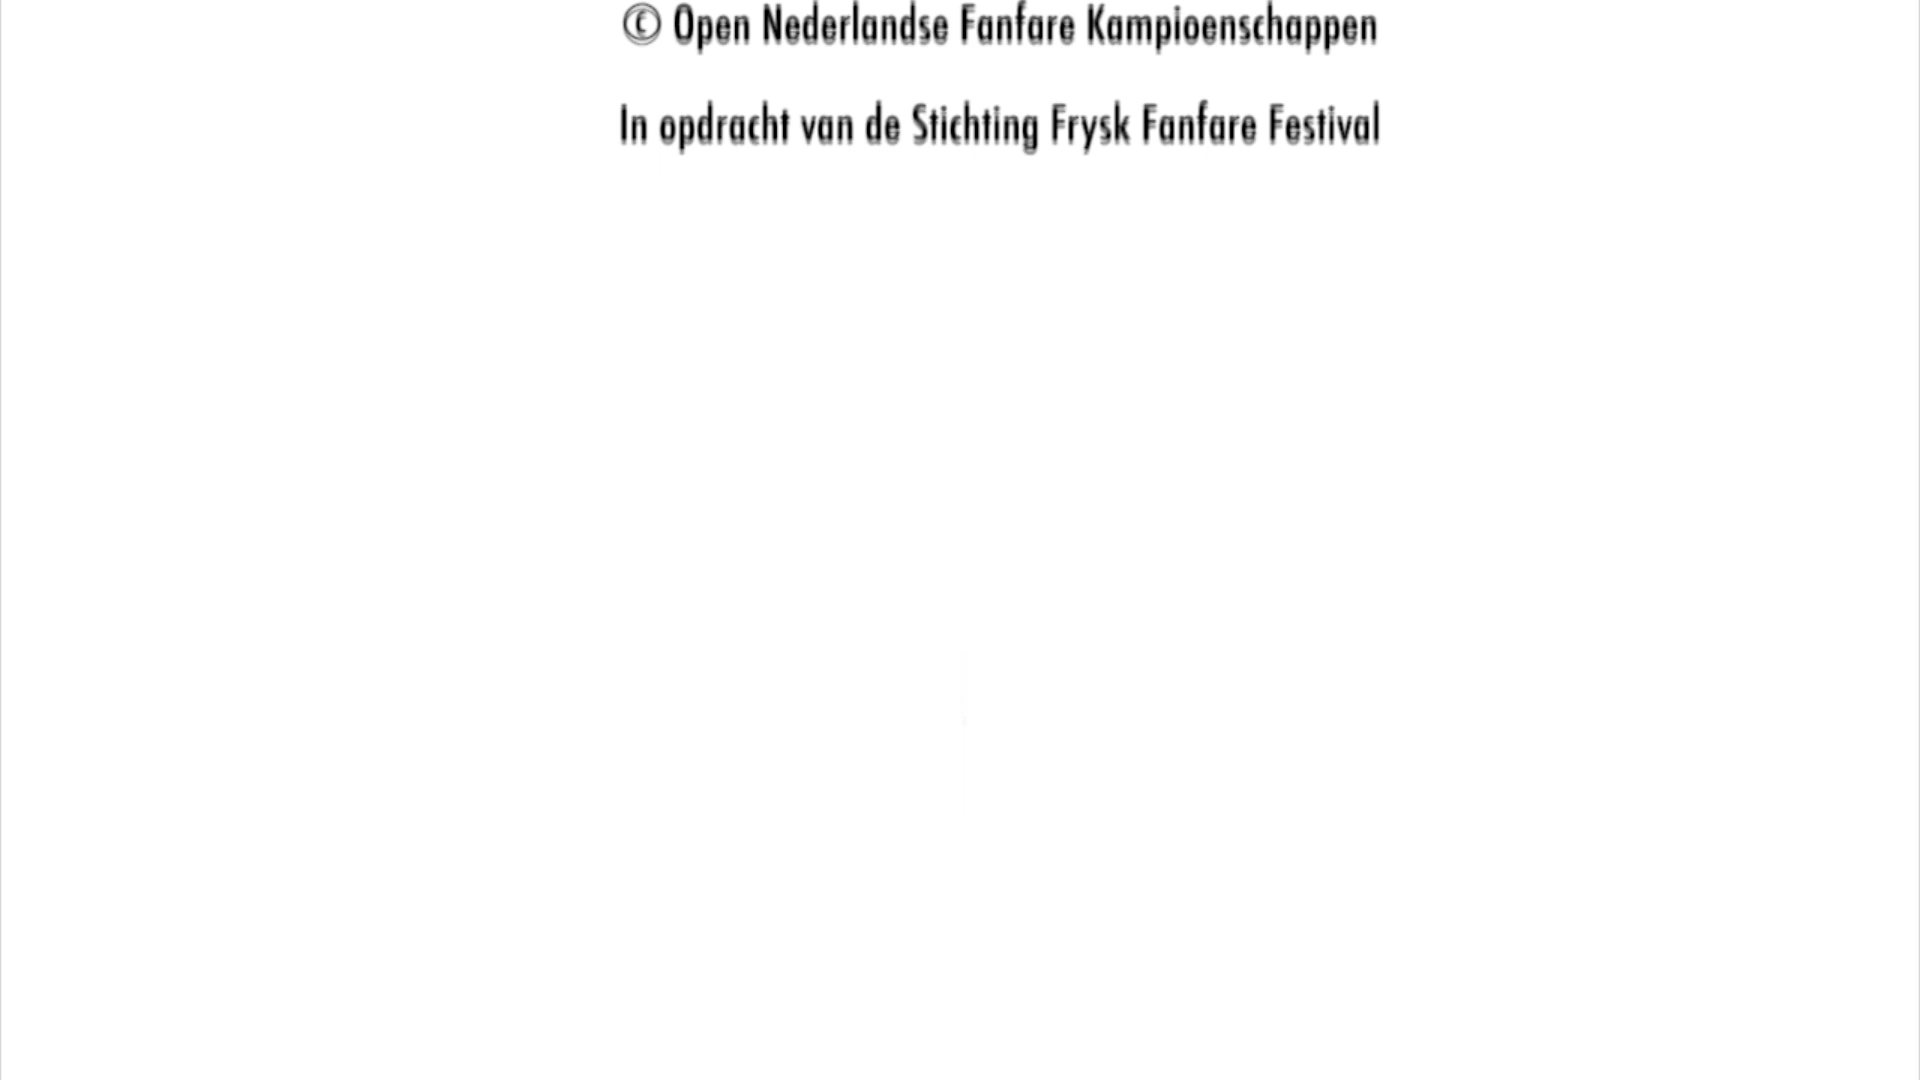 © Open Nederlandse Fanfare Kampioenschappen
In opdracht van de Stichting Frysk Fanfare Festival